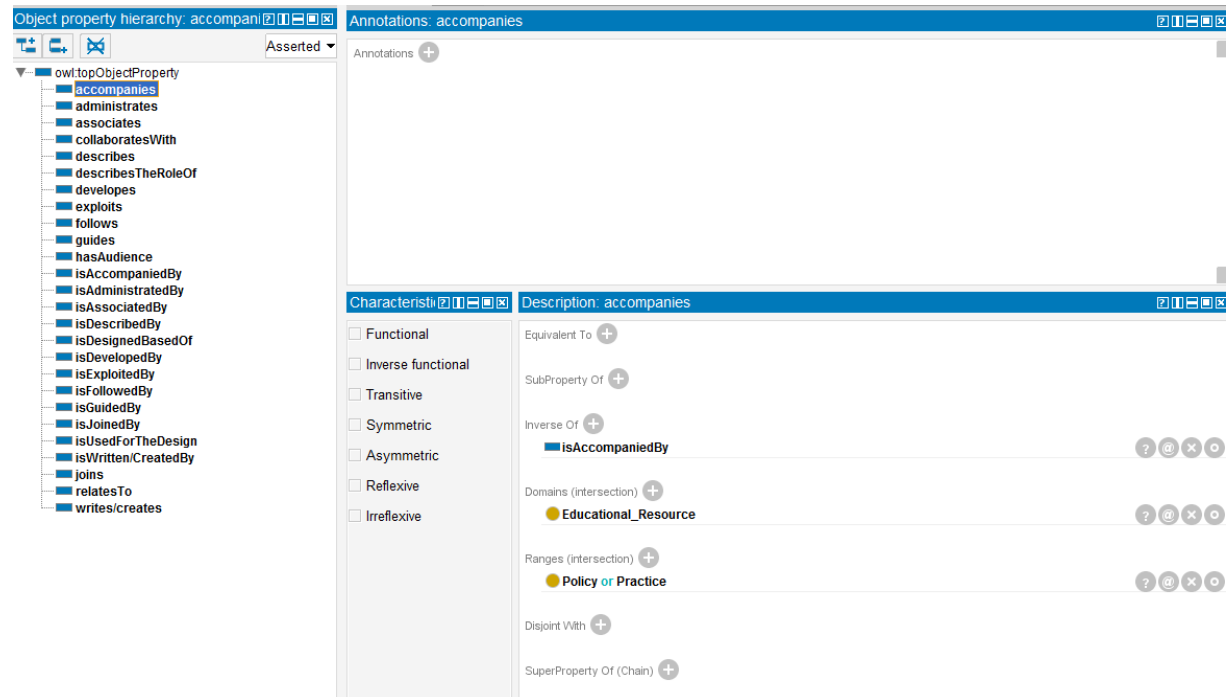 Object property hierarchy: accompani
Asserted
owl:topObjectProperty
accompanies
administrates
associates
collaboratesWith
describes
describesTheRoleOf
developes
exploits
follows
guides
hasAudience
isAccompaniedBy
isAdministratedBy
isAssociatedBy
isDescribedBy
isDesignedBasedOf
isDevelopedBy
isExploitedBy
isFollowedBy
isGuidedBy
isJoinedBy
isUsedForTheDesign
isWritten/CreatedBy
joins
relatesTo
writes/creates
Annotations: accompanies
Annotations
Characteristi
Functional
Inverse functional
Transitive
Symmetric
Asymmetric
Reflexive
Irreflexive
Description: accompanies
Equivalent To
SubProperty Of
Inverse Of
isAccompaniedBy
Domains (intersection)
Educational_Resource
Ranges (intersection)
Policy or Practice
Disjoint With
SuperProperty Of (Chain)